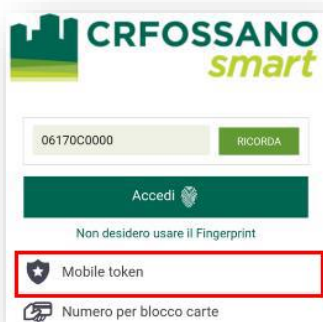 CRFOSSANO
smart
06170C0000 RICORDA
Accedi
Non desidero usare il Fingerprint
Mobile token
Numero per blocco carte